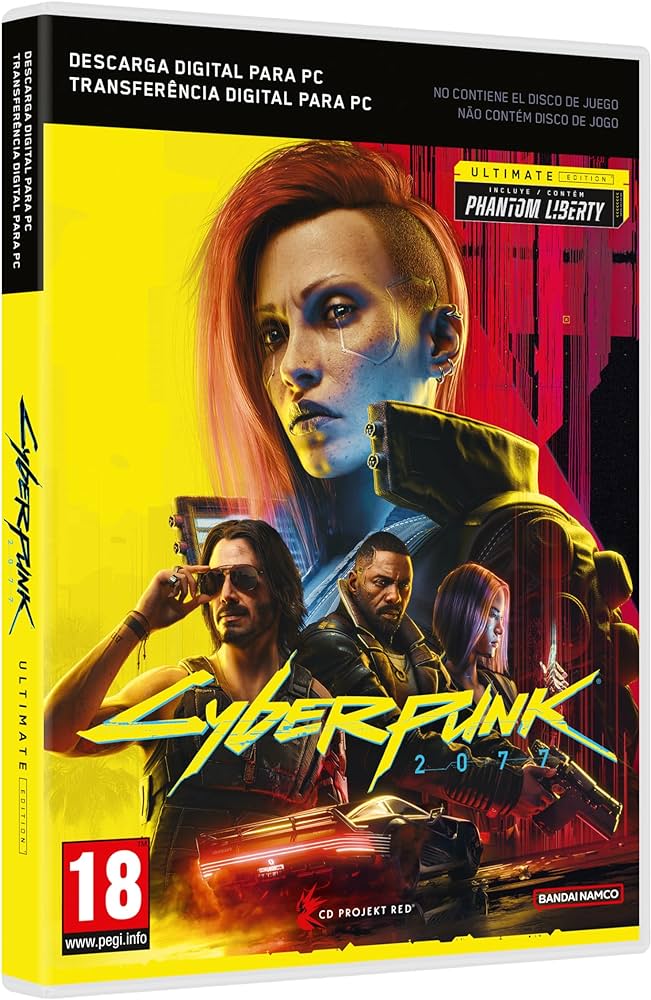 DESCARGA DIGITAL PARA PC
TRANSFERÊNCIA DIGITAL PARA PC
NO CONTIENE EL DISCO DE JUEGO
NÃO CONTÉM DISCO DE JOGO
ULTIMATE EDITION
INCLUYE / CONTÉM
PHANTOM L!BERTY
CYBERPUNK
2077
18
www.pegi.info
CD PROJEKT RED®
BANDAI NAMCO
DESCARGA DIGITAL PARA PC
TRANSFERÊNCIA DIGITAL PARA PC
CYBERPUNK
2077
ULTIMATE
EDITION